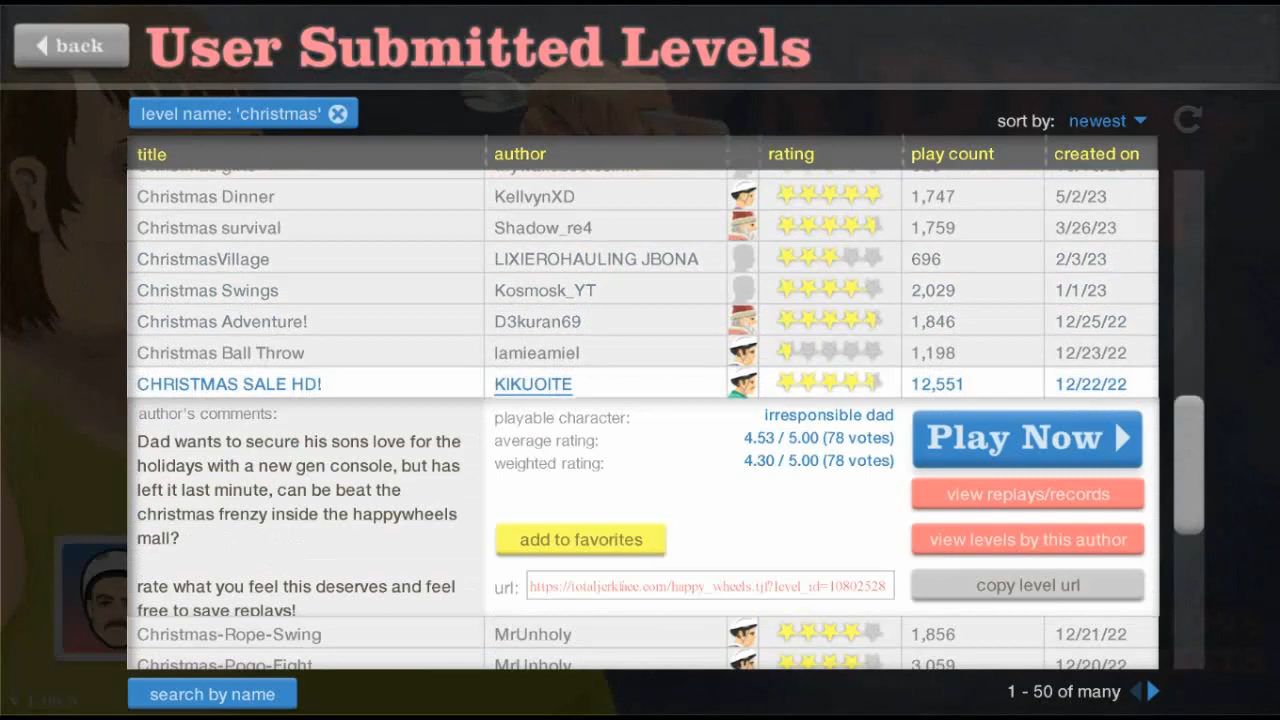 back
User Submitted Levels
level name: 'christmas'
sort by: newest
title author rating play count created on
Christmas Dinner KellvynXD 1,747 5/2/23
Christmas survival Shadow_re4 1,759 3/26/23
ChristmasVillage LIXIEROHAULING JBONA 696 2/3/23
Christmas Swings Kosmosk_YT 2,029 1/1/23
Christmas Adventure! D3kuran69 1,846 12/25/22
Christmas Ball Throw lamieamiel 1,198 12/23/22
CHRISTMAS SALE HD! KIKUOITE 12,551 12/22/22
author's comments:
Dad wants to secure his sons love for the
holidays with a new gen console, but has
left it last minute, can be beat the
christmas frenzy inside the happywheels
mall?
rate what you feel this deserves and feel
free to save replays!
playable character: irresponsible dad
average rating: 4.53 / 5.00 (78 votes)
weighted rating: 4.30 / 5.00 (78 votes)
add to favorites
url: https://totaljerkface.com/happy_wheels.tjf?level_id=10802528
Play Now
view replays/records
view levels by this author
copy level url
Christmas-Rope-Swing MrUnholy 1,856 12/21/22
Christmas-Pogo-Fight MrUnholy 3,059 12/20/22
search by name
1 - 50 of many